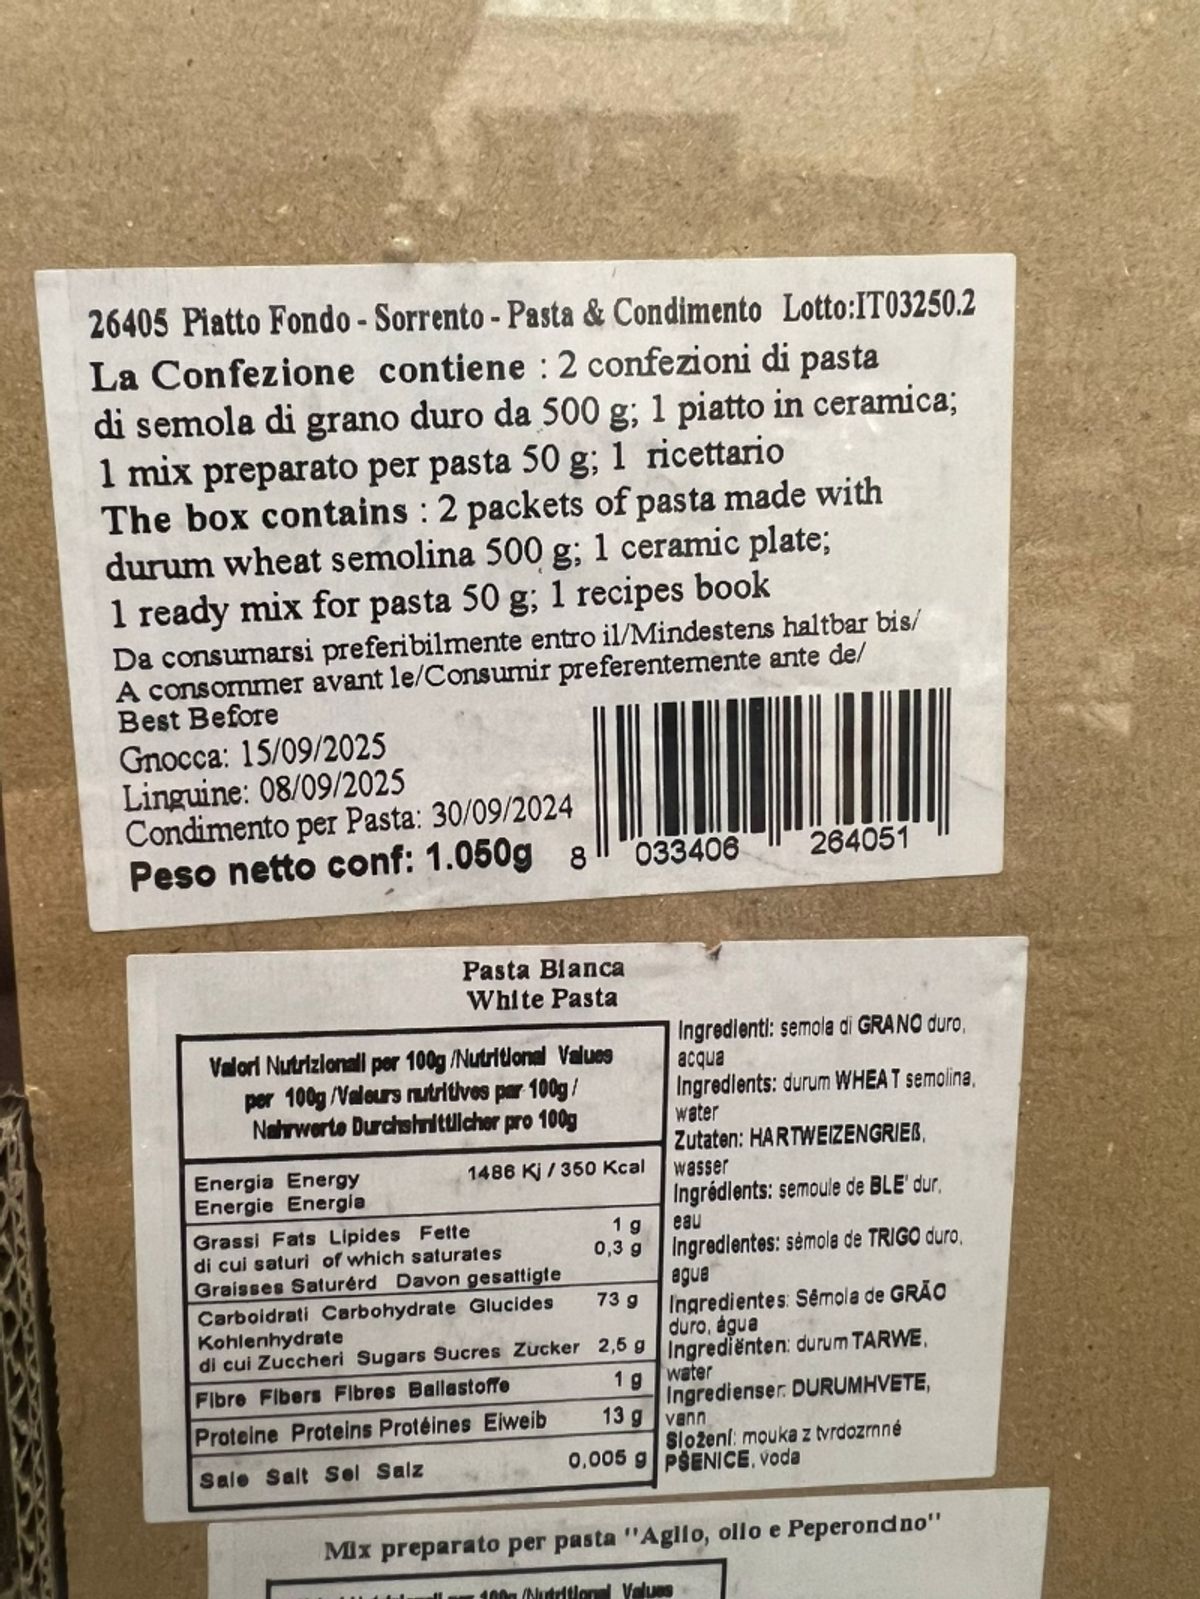 26405 Piatto Fondo - Sorrento - Pasta & Condimento Lotto:IT03250.2
La Confezione contiene : 2 confezioni di pasta
di semola di grano duro da 500 g; 1 piatto in ceramica;
1 mix preparato per pasta 50 g; 1 ricettario
The box contains : 2 packets of pasta made with
durum wheat semolina 500 g; 1 ceramic plate;
1 ready mix for pasta 50 g; 1 recipes book
Da consumarsi preferibilmente entro il/Mindestens haltbar bis/
A consommer avant le/Consumir preferentemente ante de/
Best Before
Gnocca: 15/09/2025
Linguine: 08/09/2025
Condimento per Pasta: 30/09/2024
Peso netto conf: 1.050g
8 033406 264051
Pasta Bianca
White Pasta
Valori Nutrizionali per 100g /Nutritional Values
per 100g /Valeurs nutritives par 100g /
Nahrwerte Durchshnittlicher pro 100g
Energia Energy 1486 Kj / 350 Kcal
Energie Energía
Grassi Fats Lipides Fette 1 g
di cui saturi of which saturates 0,3 g
Graisses Saturérd Davon gesattigte
Carboidrati Carbohydrate Glucides 73 g
Kohlenhydrate
di cui Zuccheri Sugars Sucres Zucker 2,5 g
Fibre Fibers Fibres Ballastoffe 1 g
Proteine Proteins Protéines Eiweib 13 g
Sale Salt Sel Salz 0,005 g
Ingredienti: semola di GRANO duro,
acqua
Ingredients: durum WHEAT semolina,
water
Zutaten: HARTWEIZENGRIEß,
wasser
Ingrédients: semoule de BLE' dur,
eau
Ingredientes: sèmola de TRIGO duro,
agua
Ingredientes: Sêmola de GRÃO
duro, água
Ingrediënten: durum TARWE,
water
Ingredienser: DURUMHVETE,
vann
Složení: mouka z tvrdozrnné
PŠENICE, voda
Mix preparato per pasta "Aglio, olio e Peperoncino"
100g /Nutritional Values